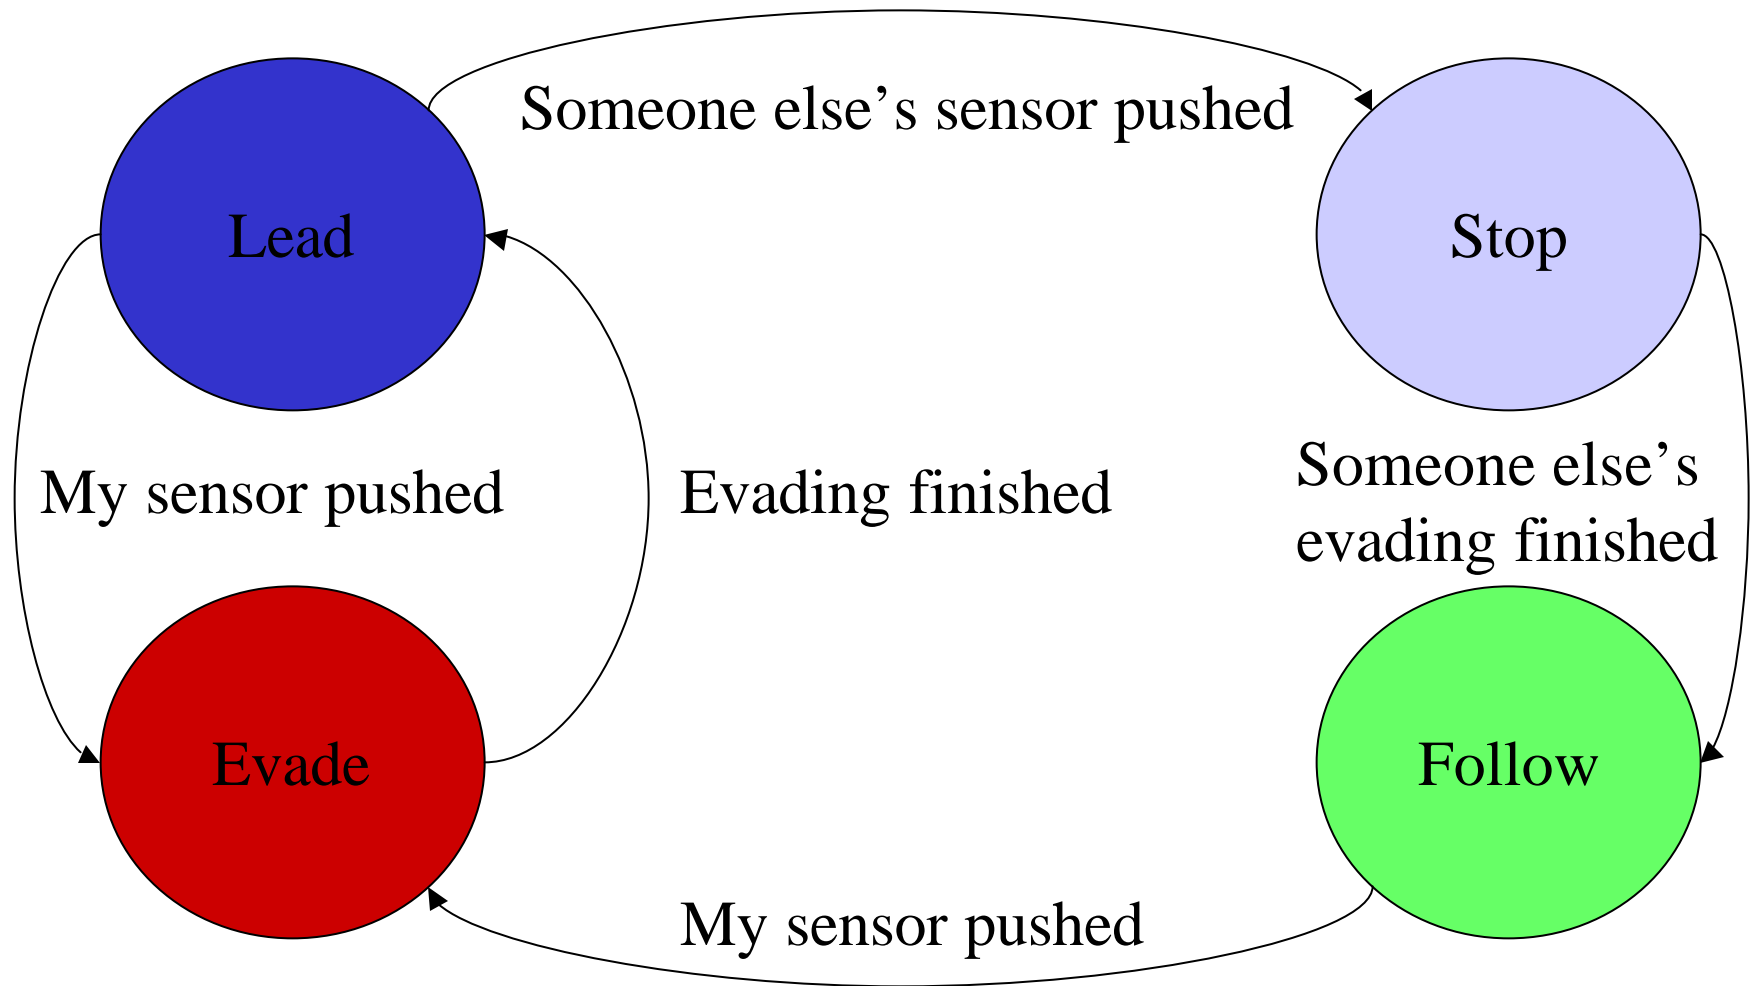 Someone else’s sensor pushed
Lead
Stop
My sensor pushed
Evading finished
Someone else’s
evading finished
Evade
Follow
My sensor pushed